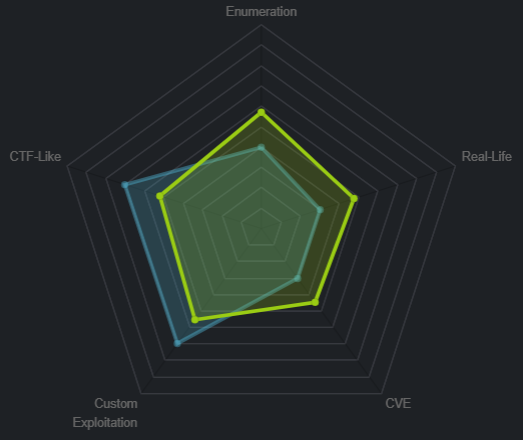 Enumeration
CTF-Like
Real-Life
Custom
Exploitation
CVE